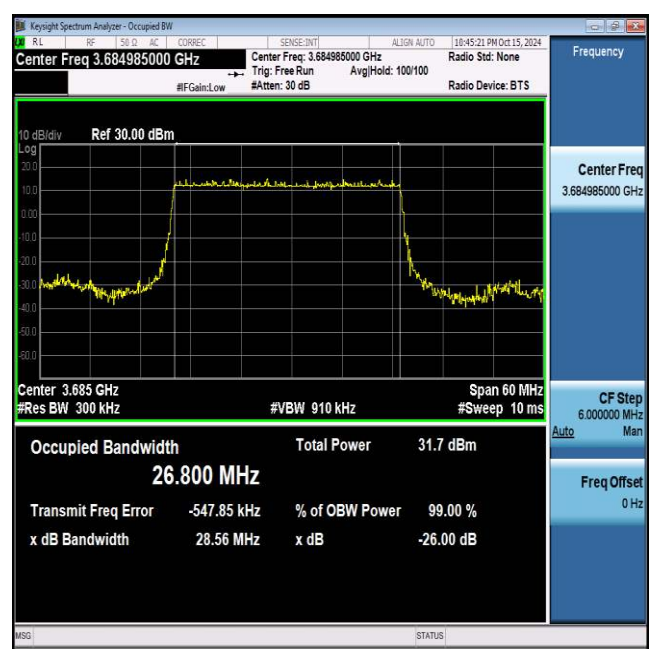 Keysight Spectrum Analyzer - Occupied BW
RL RF 50 Ω AC CORREC SENSE:INT ALIGN AUTO 10:45:21 PM Oct 15, 2024
Center Freq 3.684985000 GHz Center Freq: 3.684985000 GHz Radio Std: None Frequency
Trig: Free Run Avg|Hold: 100/100
#IFGain:Low #Atten: 30 dB Radio Device: BTS
10 dB/div Ref 30.00 dBm
Log
20.0
10.0
0.00
-10.0
-20.0
-30.0
-40.0
-50.0
-60.0
Center Freq
3.684985000 GHz
Center 3.685 GHz Span 60 MHz
#Res BW 300 kHz #VBW 910 kHz #Sweep 10 ms
CF Step
6.000000 MHz
Auto Man
Occupied Bandwidth Total Power 31.7 dBm
26.800 MHz
Freq Offset
0 Hz
Transmit Freq Error -547.85 kHz % of OBW Power 99.00 %
x dB Bandwidth 28.56 MHz x dB -26.00 dB
MSG STATUS